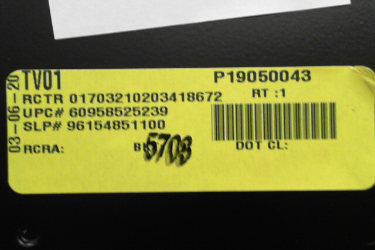 TV01 P19050043
RCTR 01703210203418672 RT :1
UPC# 60958525239
SLP# 96154851100
RCRA: 5703 DOT CL:
03-06-20